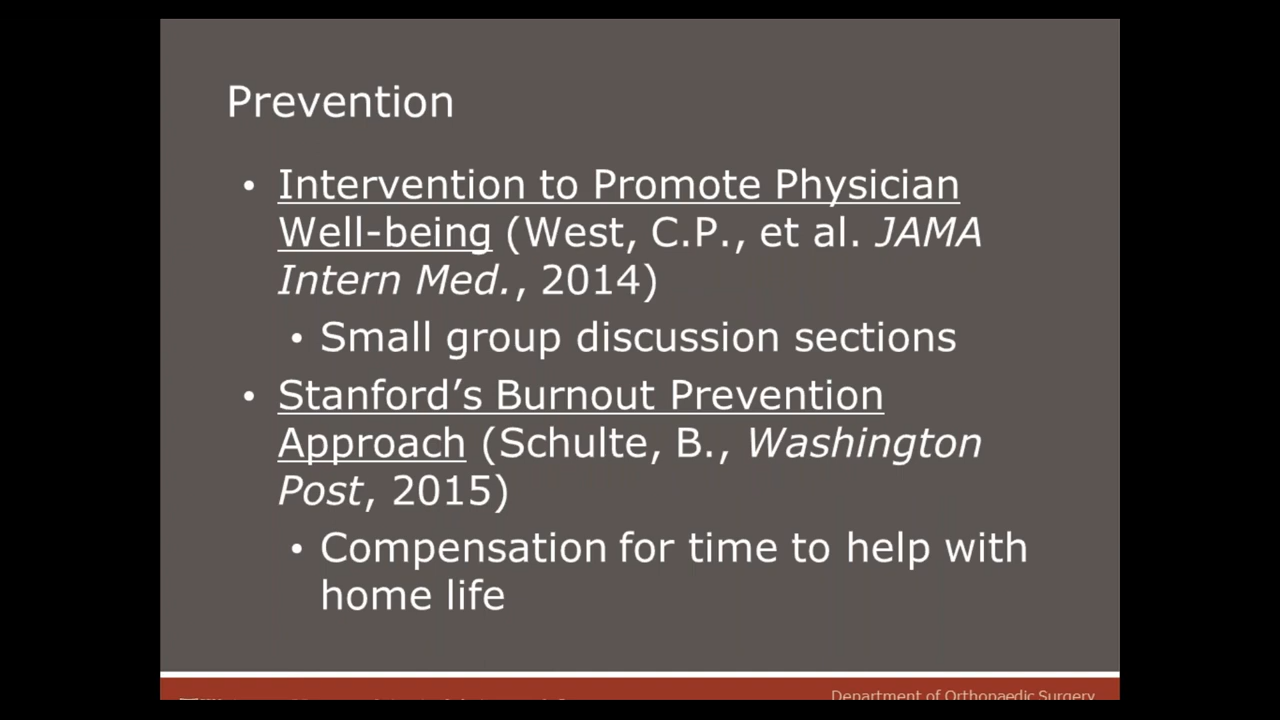 Prevention
• Intervention to Promote Physician
Well-being (West, C.P., et al. JAMA
Intern Med., 2014)
• Small group discussion sections
• Stanford’s Burnout Prevention
Approach (Schulte, B., Washington
Post, 2015)
• Compensation for time to help with
home life
Department of Orthopaedic Surgery